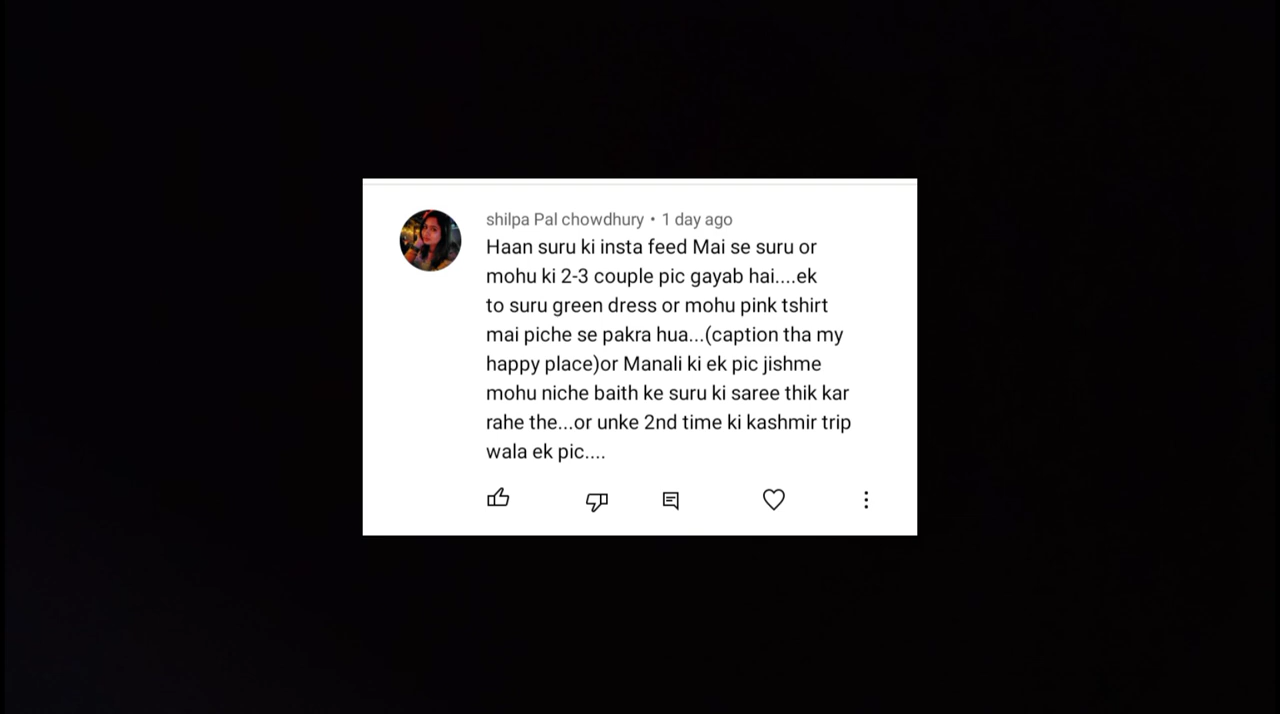 shilpa Pal chowdhury • 1 day ago
Haan suru ki insta feed Mai se suru or
mohu ki 2-3 couple pic gayab hai....ek
to suru green dress or mohu pink tshirt
mai piche se pakra hua...(caption tha my
happy place)or Manali ki ek pic jishme
mohu niche baith ke suru ki saree thik kar
rahe the...or unke 2nd time ki kashmir trip
wala ek pic....